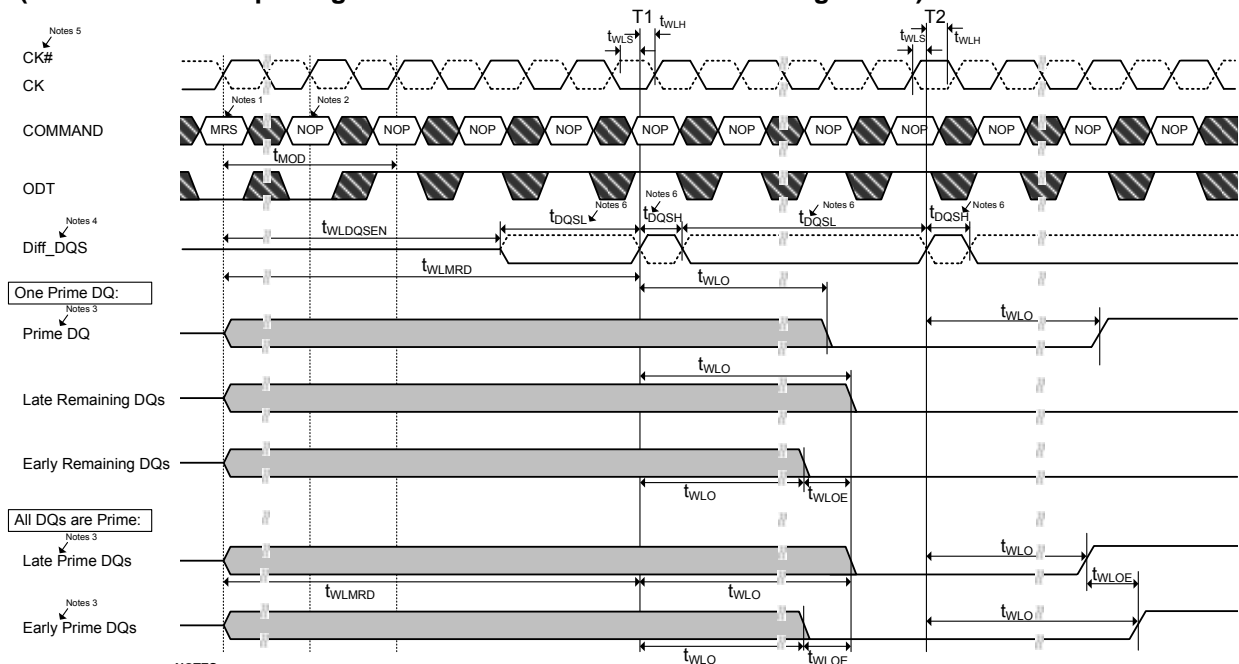 T1
T2
tWLS
tWLH
tWLS
tWLH
Notes 5
CK#
CK
Notes 1
Notes 2
COMMAND
MRS
NOP
NOP
NOP
NOP
NOP
NOP
NOP
NOP
NOP
NOP
NOP
tMOD
ODT
Notes 4
Diff_DQS
tWLDQSEN
tDQSL
Notes 6
Notes 6
tDQSH
tDQSL
Notes 6
tDQSH
Notes 6
tWLMRD
tWLO
One Prime DQ:
Notes 3
Prime DQ
tWLO
tWLO
Late Remaining DQs
Early Remaining DQs
tWLO
tWLOE
All DQs are Prime:
Notes 3
Late Prime DQs
tWLO
tWLMRD
tWLO
tWLOE
Notes 3
Early Prime DQs
tWLO
tWLO
tWLOE